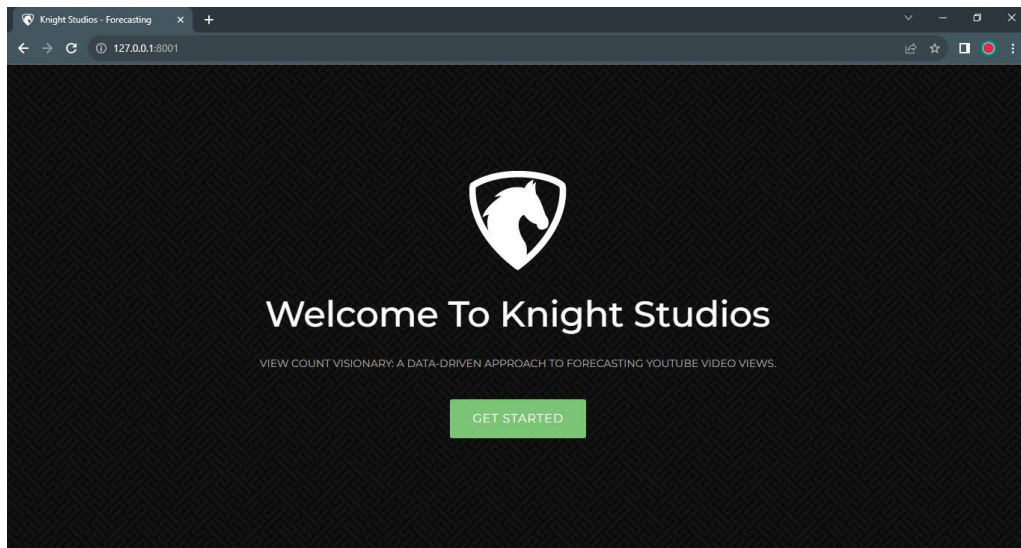 Knight Studios - Forecasting
127.0.0.1:8001
Welcome To Knight Studios
VIEW COUNT VISIONARY: A DATA-DRIVEN APPROACH TO FORECASTING YOUTUBE VIDEO VIEWS.
GET STARTED